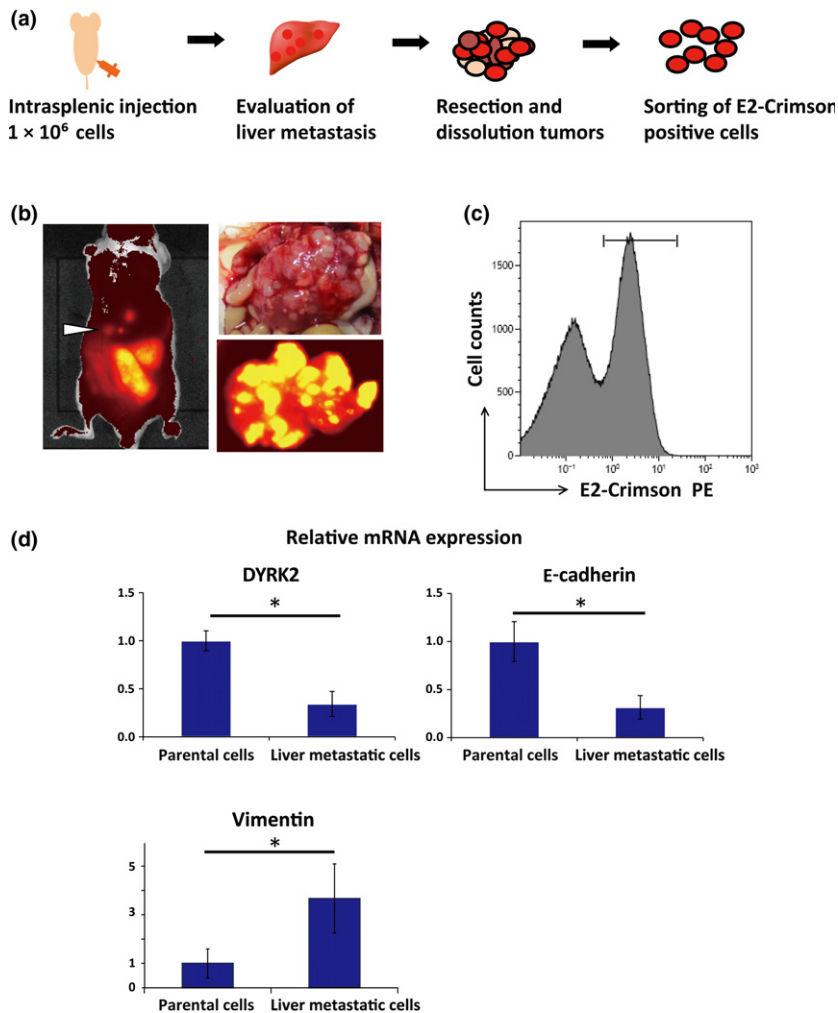 (a)
Intrasplenic injection
1 × 10⁶ cells
Evaluation of
liver metastasis
Resection and
dissolution tumors
Sorting of E2-Crimson
positive cells
(b)
(c)
Cell counts
1500
1000
500
0
10⁻¹ 10⁰ 10¹ 10² 10³
E2-Crimson PE
(d)
Relative mRNA expression
DYRK2
1.5
1.0
0.5
0.0
*
Parental cells Liver metastatic cells
E-cadherin
1.5
1.0
0.5
0.0
*
Parental cells Liver metastatic cells
Vimentin
5
3
1
0
*
Parental cells Liver metastatic cells